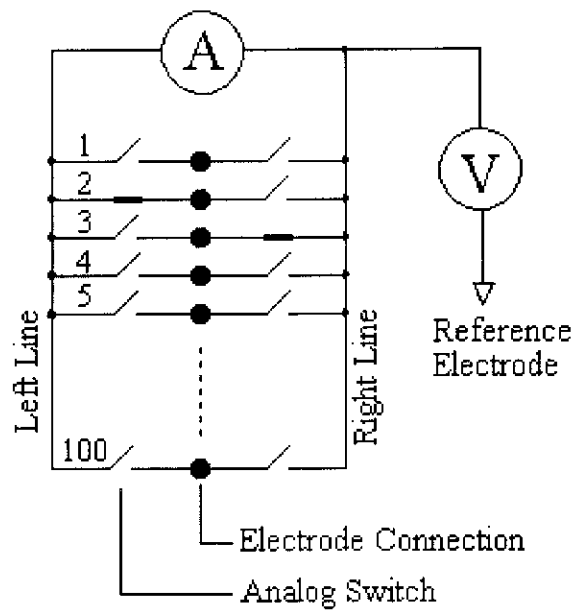 A
1
2
3
4
5
100
V
Left Line
Right Line
Reference
Electrode
Electrode Connection
Analog Switch